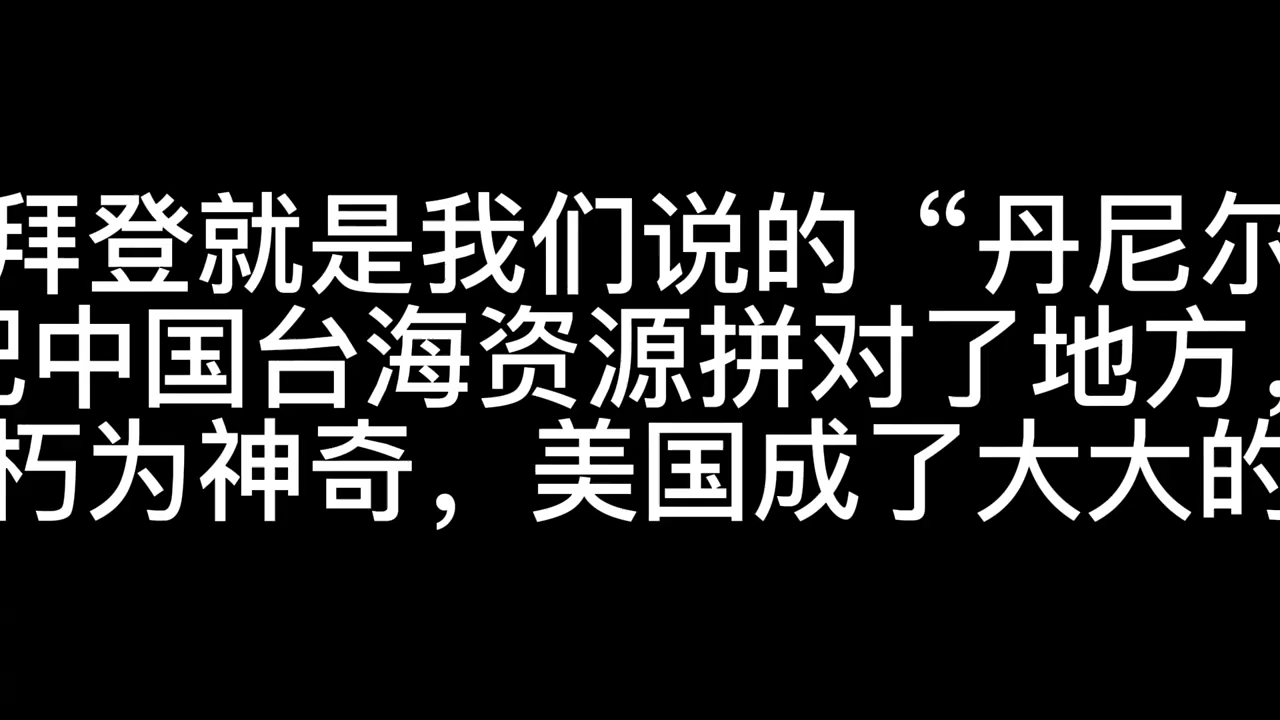 拜登就是我们说的“丹尼尔
把中国台海资源拼对了地方，
朽为神奇，美国成了大大的